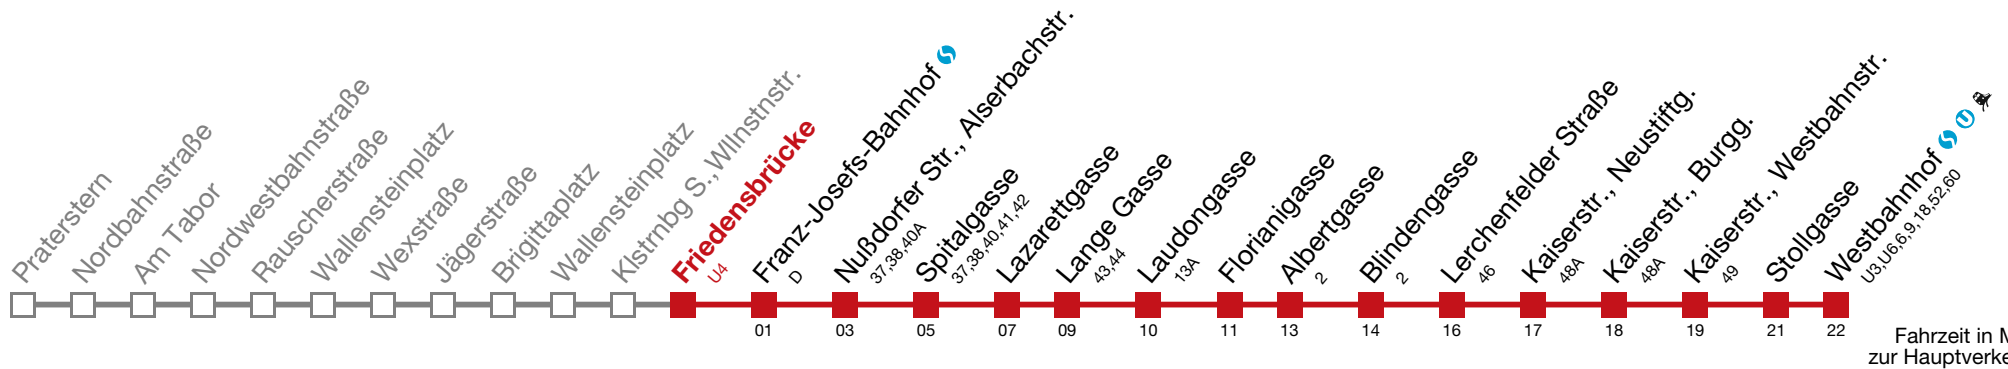 Praterstern
Nordbahnstraße
Am Tabor
Nordwestbahnstraße
Rauscherstraße
Wallensteinplatz
Wexstraße
Jägerstraße
Brigittaplatz
Wallensteinplatz
Klstrnbg S., Wllnstnstr.
Friedensbrücke
U4
Franz-Josefs-Bahnhof
D
Nußdorfer Str., Alserbachstr.
37,38,40A
Spitalgasse
37,38,40,41,42
Lazarettgasse
Lange Gasse
43,44
Laudongasse
13A
Florianigasse
Albertgasse
2
Blindengasse
2
Lerchenfelder Straße
46
Kaiserstr., Neustiftg.
48A
Kaiserstr., Burgg.
48A
Kaiserstr., Westbahnstr.
49
Stollgasse
Westbahnhof
U
U3,U6,6,9,18,52,60
01 03 05 07 09 10 11 13 14 16 17 18 19 21 22
Fahrzeit in M
zur Hauptverke